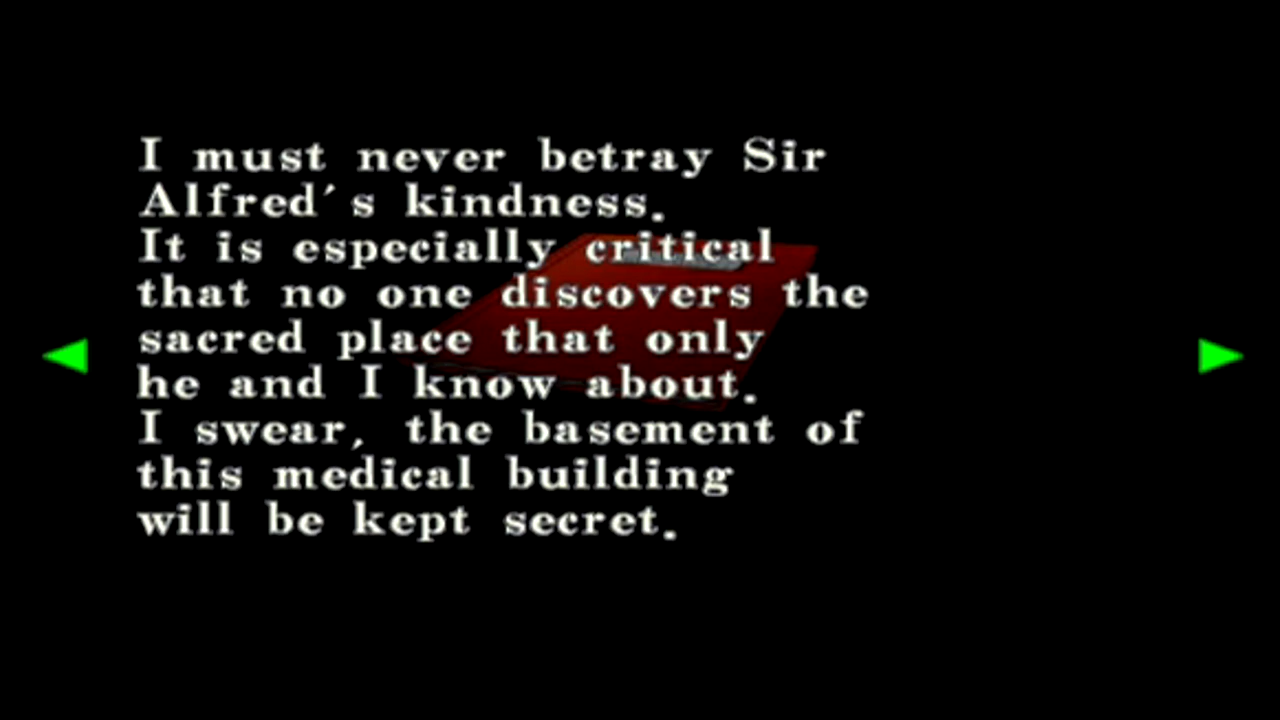 I must never betray Sir
Alfred's kindness.
It is especially critical
that no one discovers the
sacred place that only
he and I know about.
I swear, the basement of
this medical building
will be kept secret.